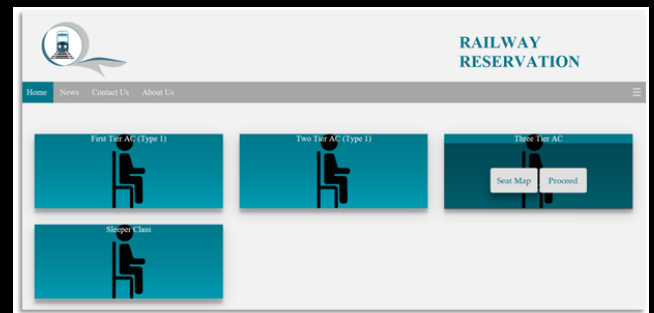 RAILWAY
RESERVATION
Home News Contact Us About Us
First Tier AC (Type 1)
Two Tier AC (Type 1)
Three Tier AC
Seat Map Proceed
Sleeper Class